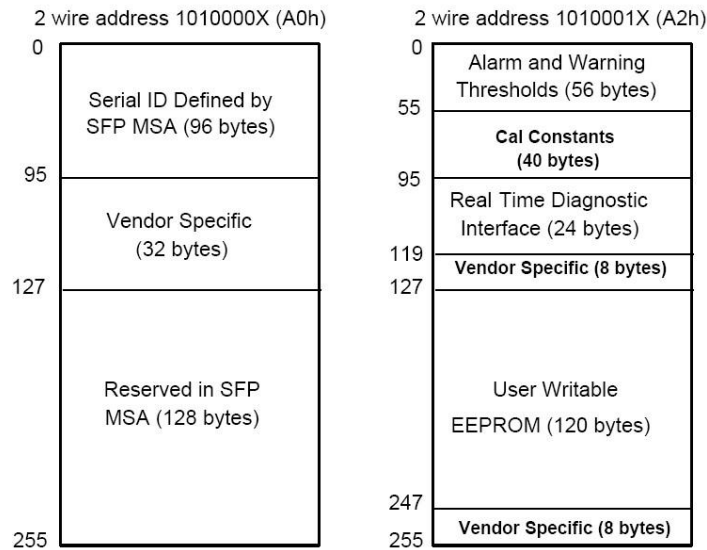 2 wire address 1010000X (A0h)
0
Serial ID Defined by
SFP MSA (96 bytes)
95
Vendor Specific
(32 bytes)
127
Reserved in SFP
MSA (128 bytes)
255
2 wire address 1010001X (A2h)
0
Alarm and Warning
Thresholds (56 bytes)
55
Cal Constants
(40 bytes)
95
Real Time Diagnostic
Interface (24 bytes)
119
Vendor Specific (8 bytes)
127
User Writable
EEPROM (120 bytes)
247
Vendor Specific (8 bytes)
255